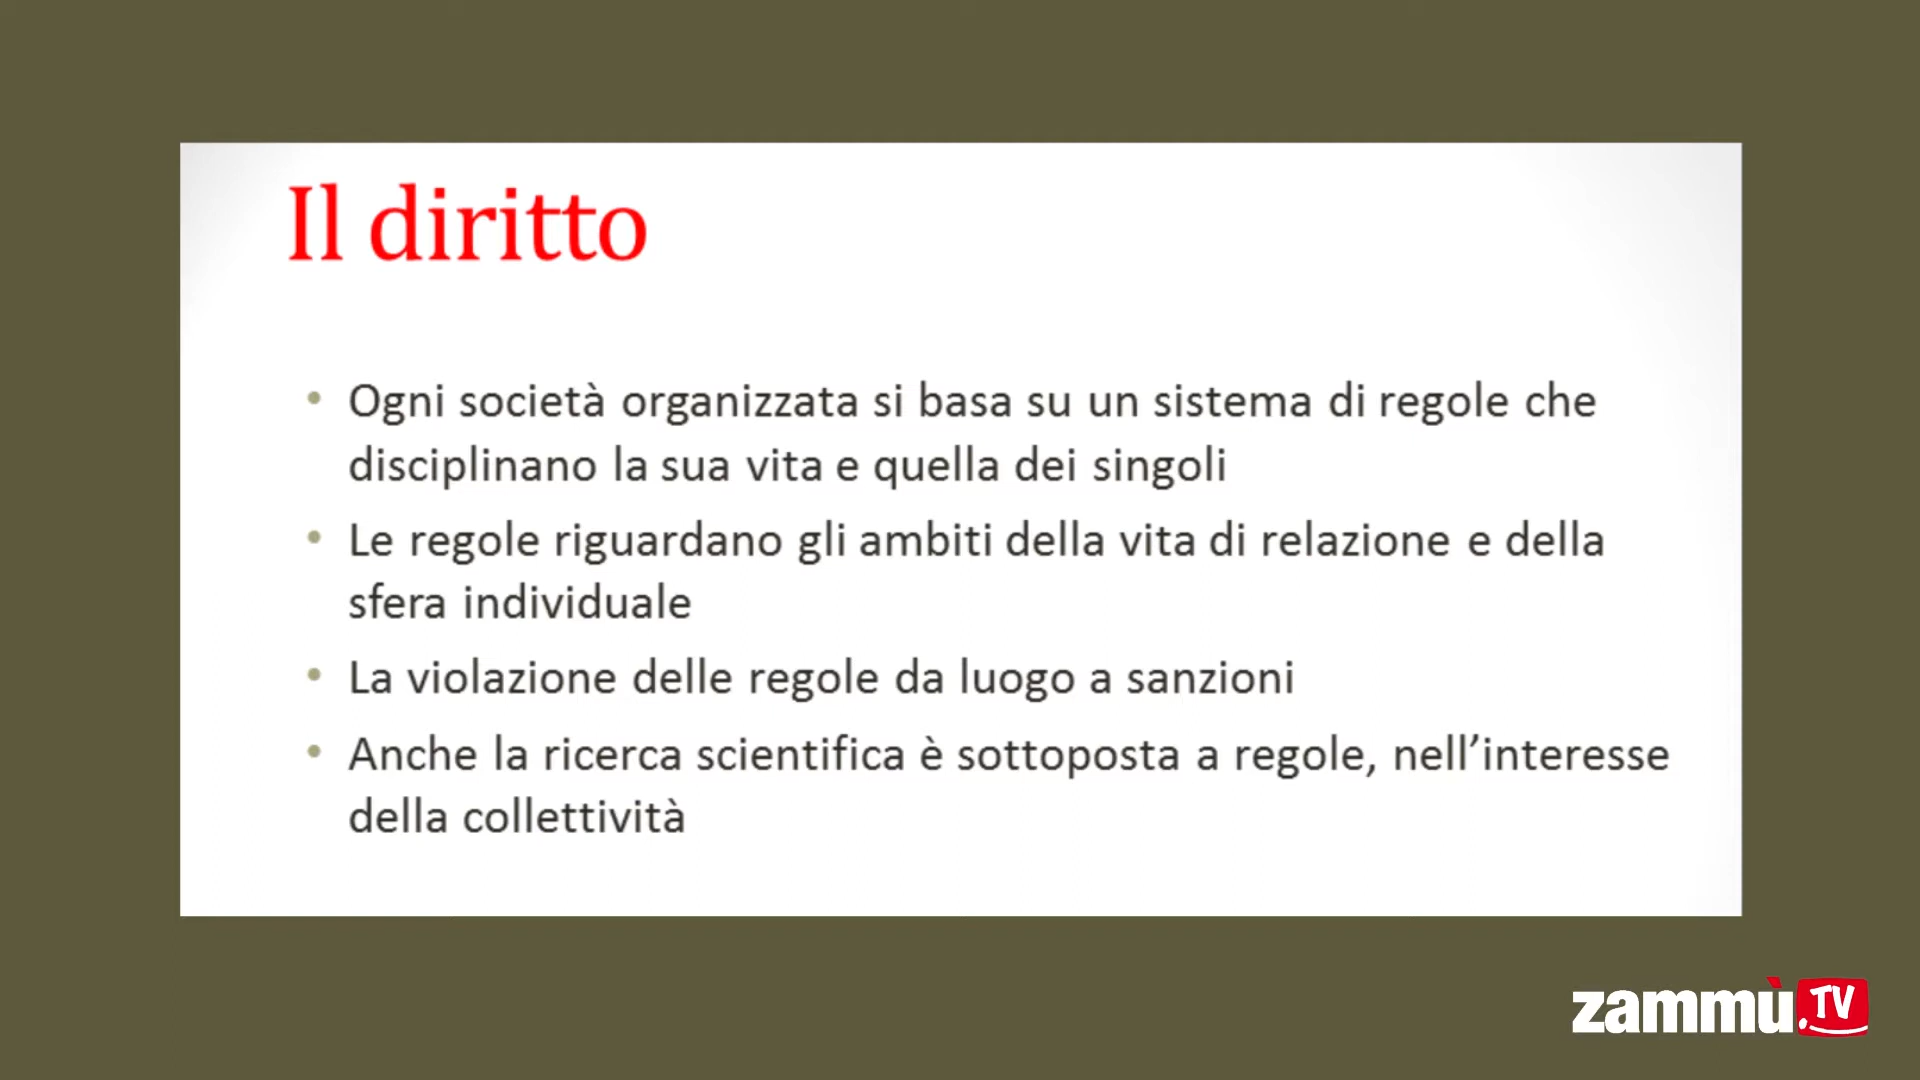 Il diritto
• Ogni società organizzata si basa su un sistema di regole che
disciplinano la sua vita e quella dei singoli
• Le regole riguardano gli ambiti della vita di relazione e della
sfera individuale
• La violazione delle regole da luogo a sanzioni
• Anche la ricerca scientifica è sottoposta a regole, nell’interesse
della collettività
zammù.TV